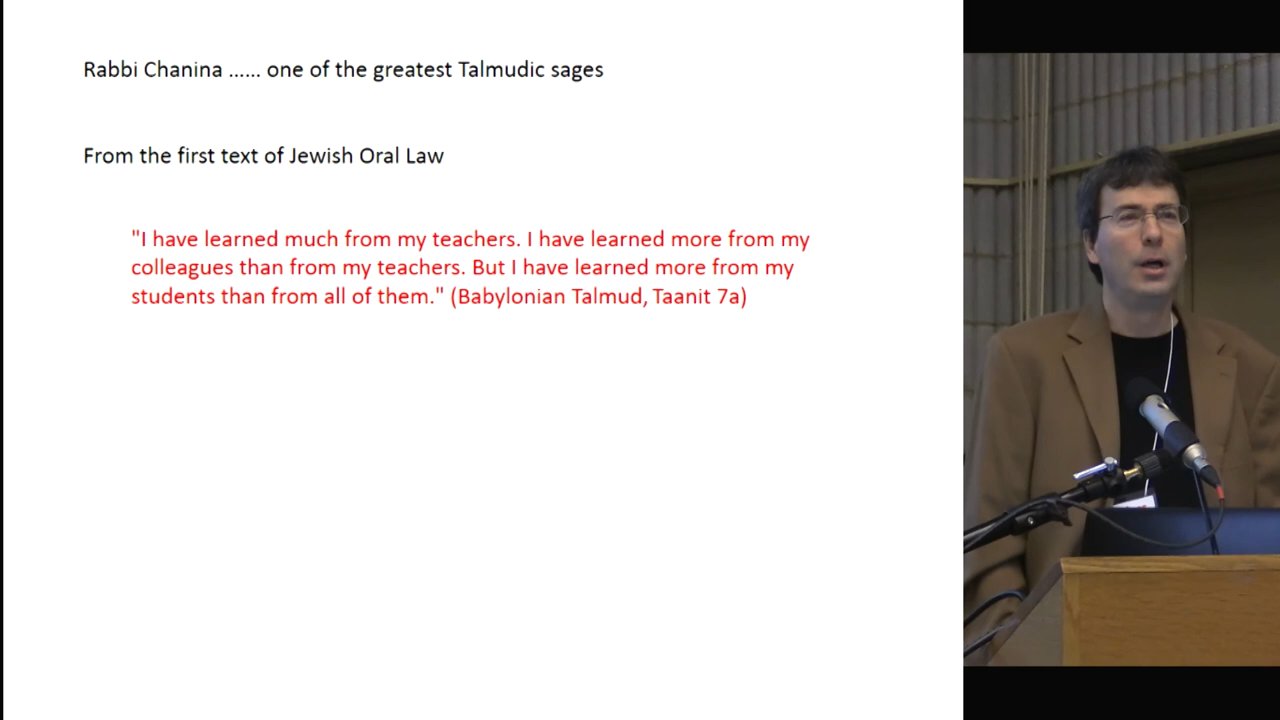 Rabbi Chanina ...... one of the greatest Talmudic sages
From the first text of Jewish Oral Law
"I have learned much from my teachers. I have learned more from my
colleagues than from my teachers. But I have learned more from my
students than from all of them." (Babylonian Talmud, Taanit 7a)